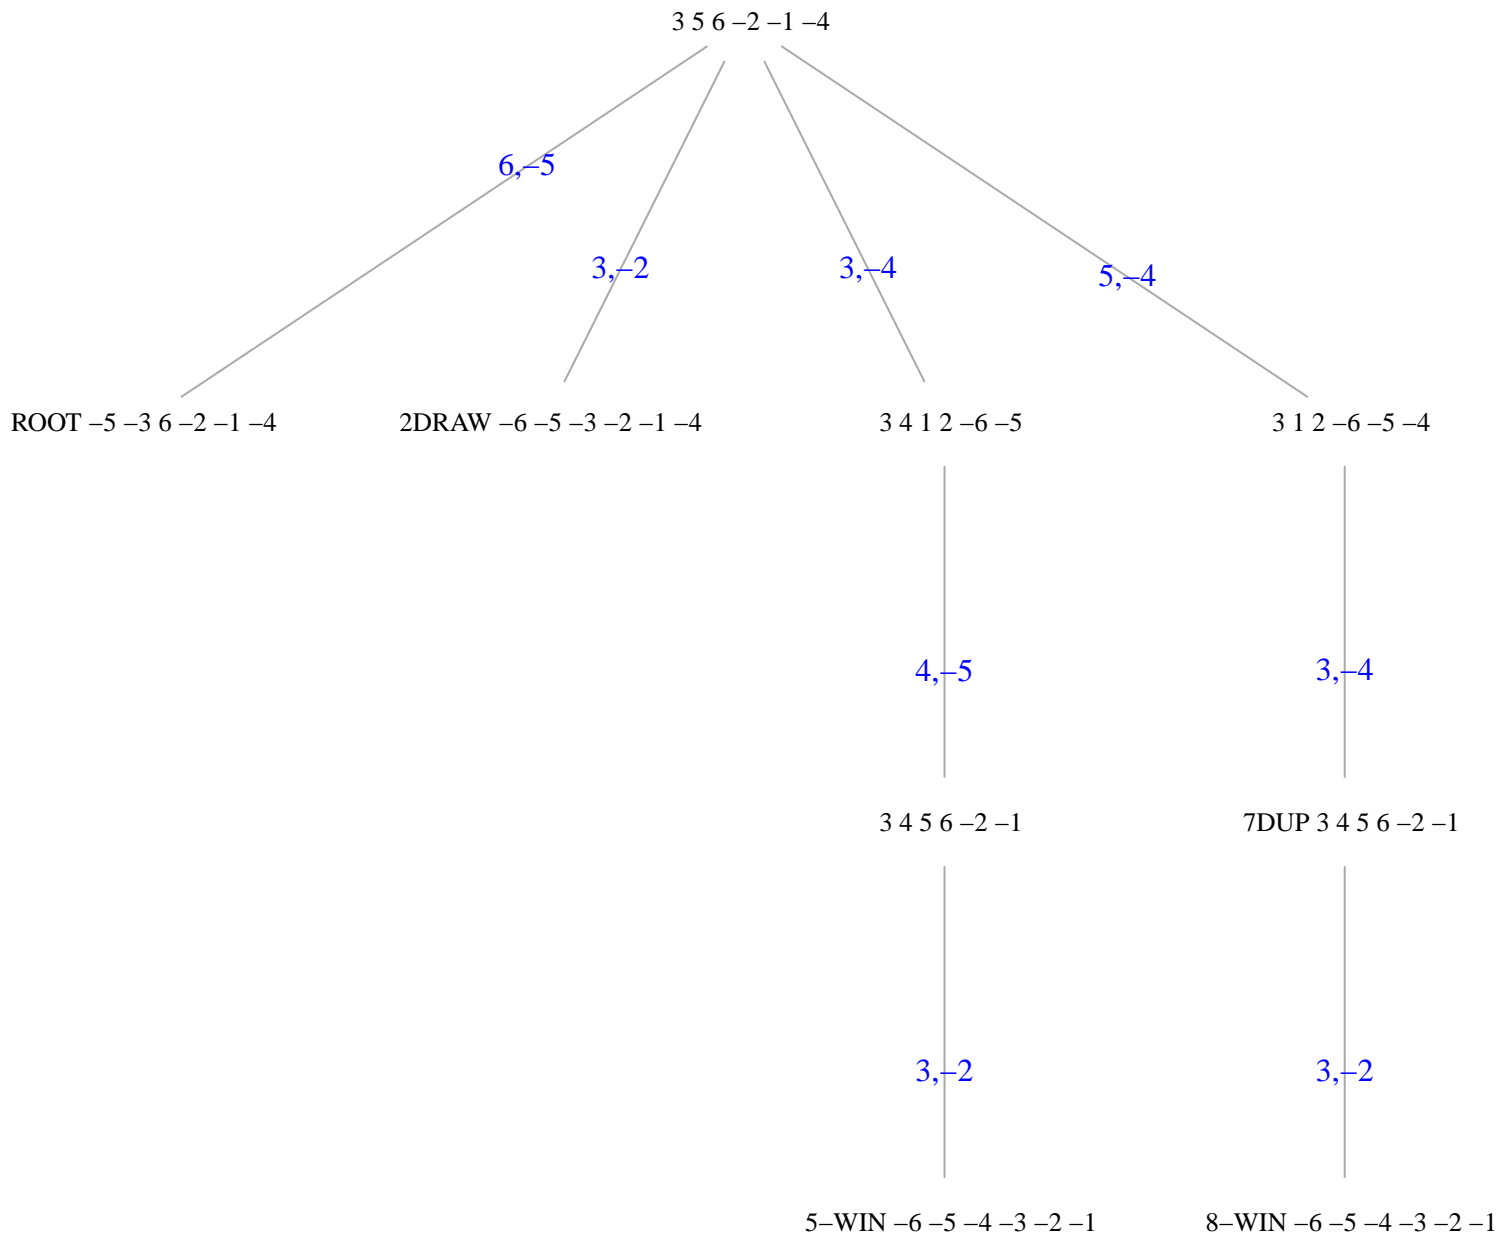 3 5 6 –2 –1 –4
6,–5
3,–2
3,–4
5,–4
ROOT –5 –3 6 –2 –1 –4
2DRAW –6 –5 –3 –2 –1 –4
3 4 1 2 –6 –5
3 1 2 –6 –5 –4
4,–5
3,–4
3 4 5 6 –2 –1
7DUP 3 4 5 6 –2 –1
3,–2
3,–2
5–WIN –6 –5 –4 –3 –2 –1
8–WIN –6 –5 –4 –3 –2 –1